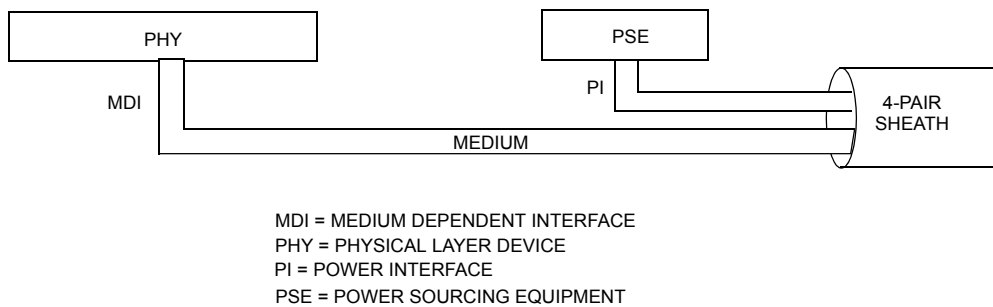 PHY
PSE
MDI
PI
4-PAIR
SHEATH
MEDIUM
MDI = MEDIUM DEPENDENT INTERFACE
PHY = PHYSICAL LAYER DEVICE
PI = POWER INTERFACE
PSE = POWER SOURCING EQUIPMENT